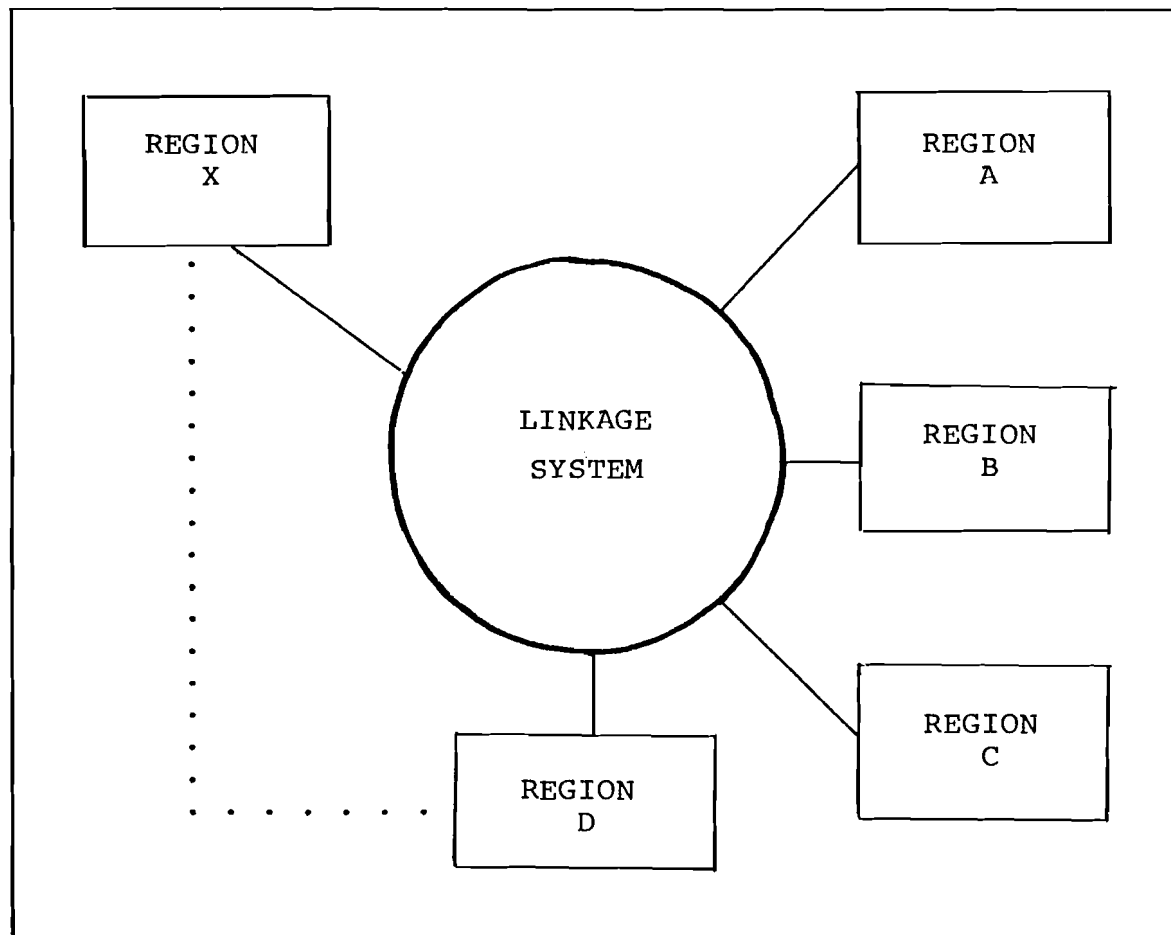 REGION
X
REGION
A
LINKAGE
SYSTEM
REGION
B
REGION
C
REGION
D